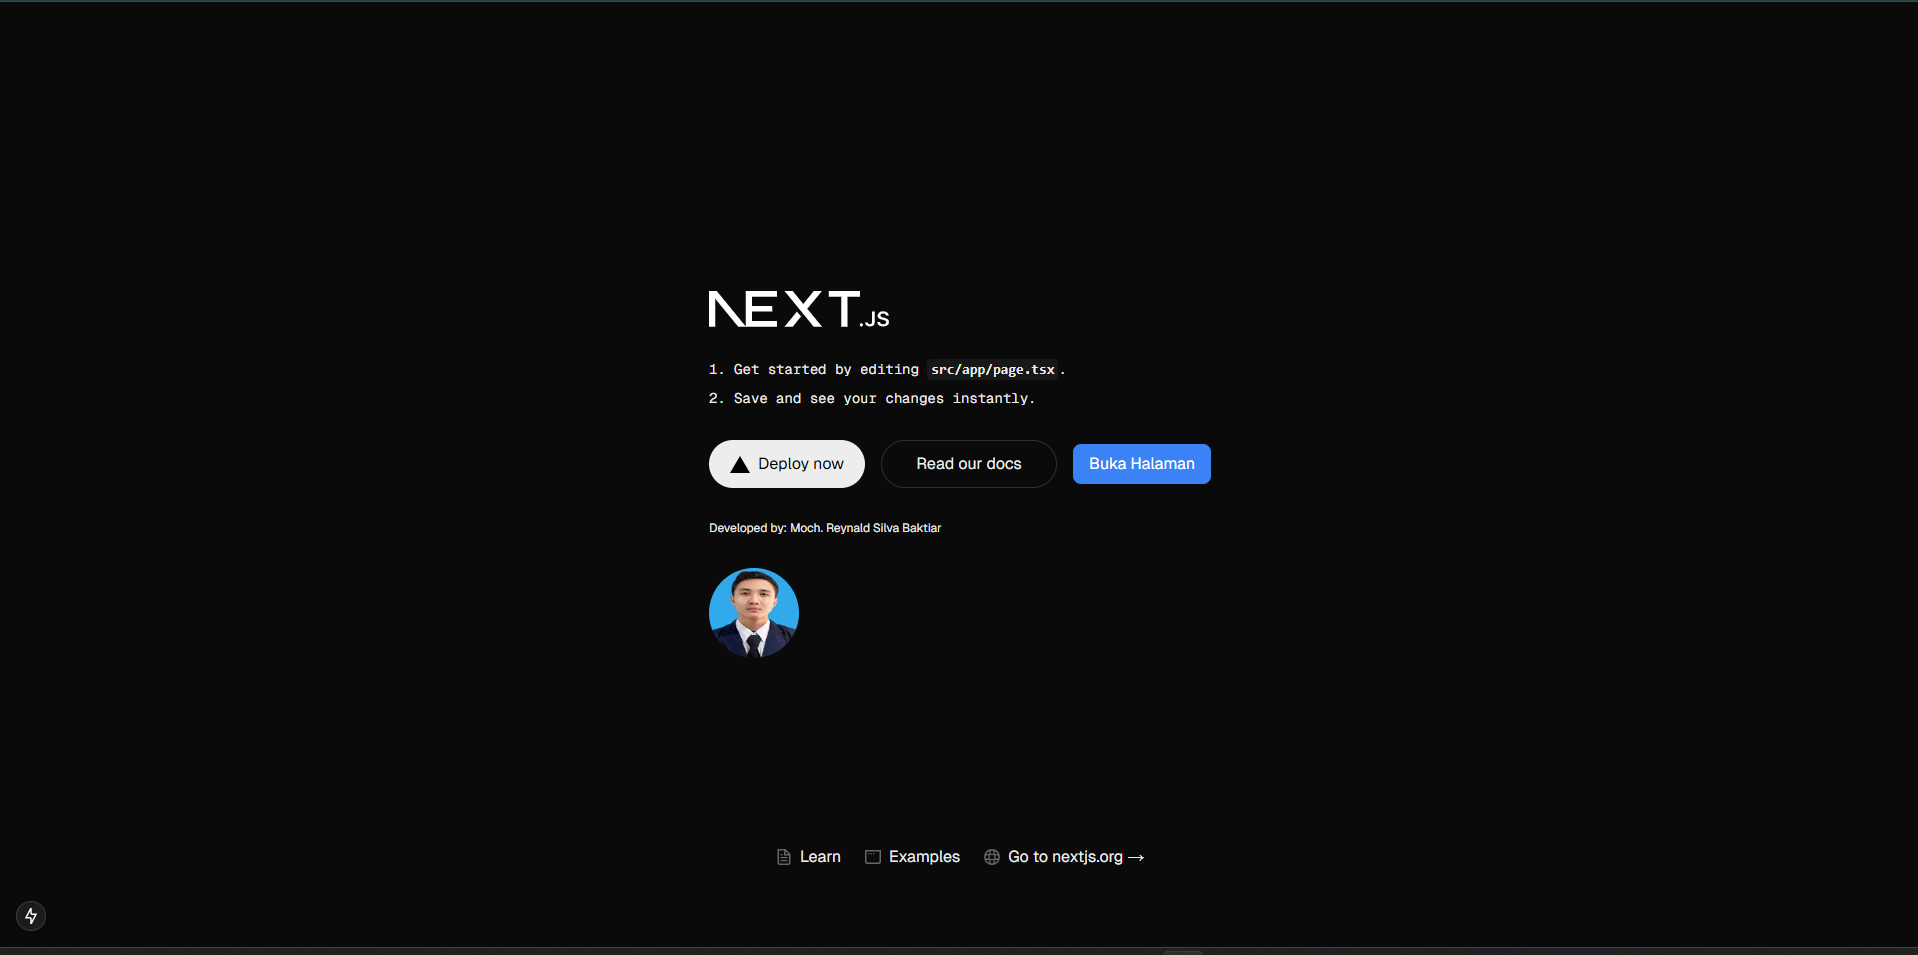 NEXT.JS
1. Get started by editing src/app/page.tsx.
2. Save and see your changes instantly.
Deploy now
Read our docs
Buka Halaman
Developed by: Moch. Reynald Silva Baktiar
Learn
Examples
Go to nextjs.org →